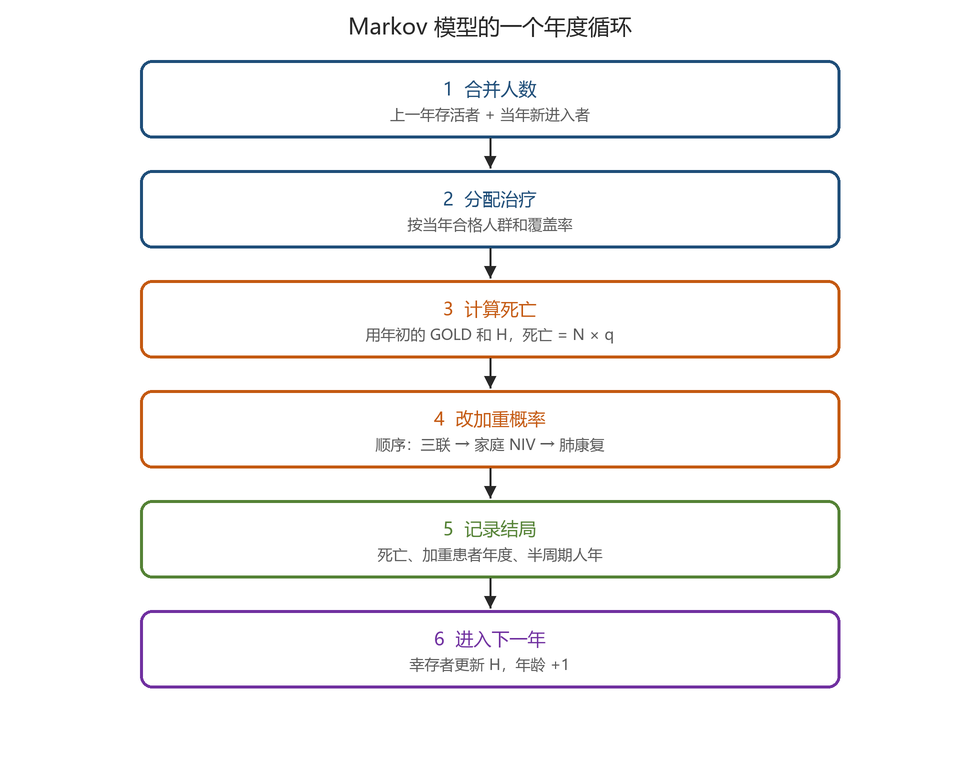 Markov 模型的一个年度循环
1 合并人数
上一年存活者 + 当年新进入者
2 分配治疗
按当年合格人群和覆盖率
3 计算死亡
用年初的 GOLD 和 H，死亡 = N × q
4 改加重概率
顺序：三联 → 家庭 NIV → 肺康复
5 记录结局
死亡、加重患者年度、半周期人年
6 进入下一年
幸存者更新 H，年龄 +1